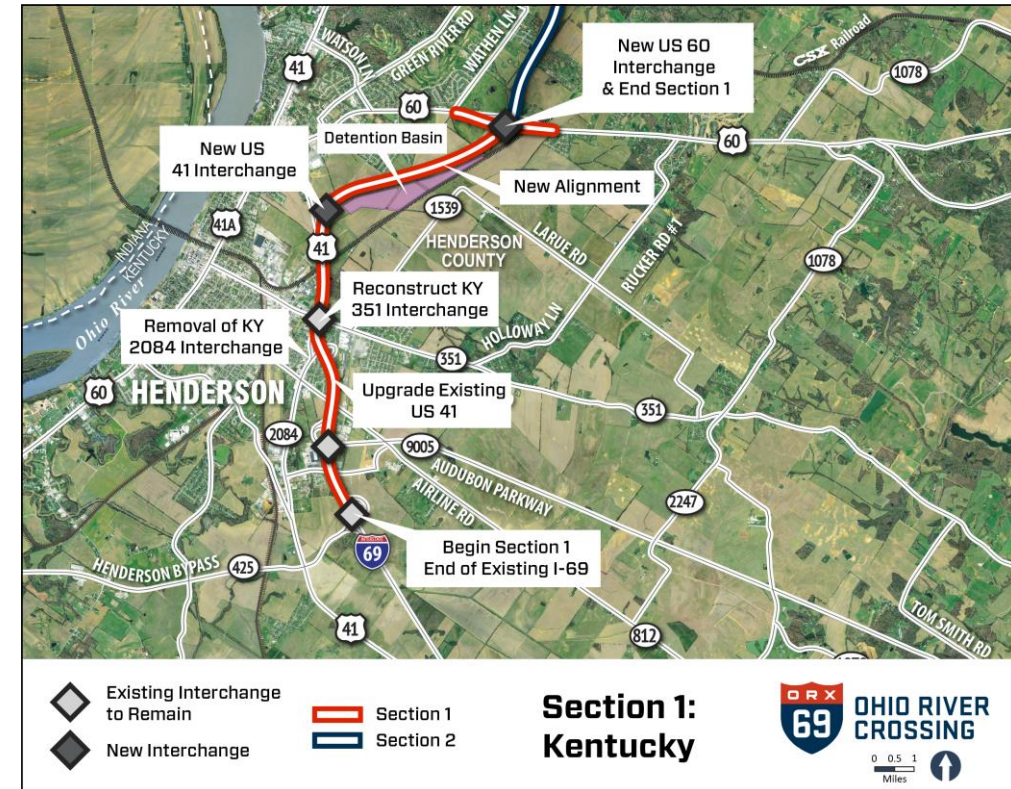 WATSON LN
GREEN RIVER RD
WATHEN LN
41
New US 60
Interchange
& End Section 1
CSX Railroad
1078
60
Detention Basin
60
New US
41 Interchange
New Alignment
1539
41A
INDIANA
KENTUCKY
41
HENDERSON
COUNTY
LARUE RD
RUCKER RD #1
1078
Ohio River
Reconstruct KY
351 Interchange
Removal of KY
2084 Interchange
HOLLOWAY LN
351
60
HENDERSON
Upgrade Existing
US 41
351
2084
9005
AUDUBON PARKWAY
AIRLINE RD
2247
Begin Section 1
End of Existing I-69
69
HENDERSON BYPASS
425
41
812
TOM SMITH RD
Existing Interchange
to Remain
New Interchange
Section 1
Section 2
Section 1:
Kentucky
ORX
69
OHIO RIVER
CROSSING
0 0.5 1
Miles